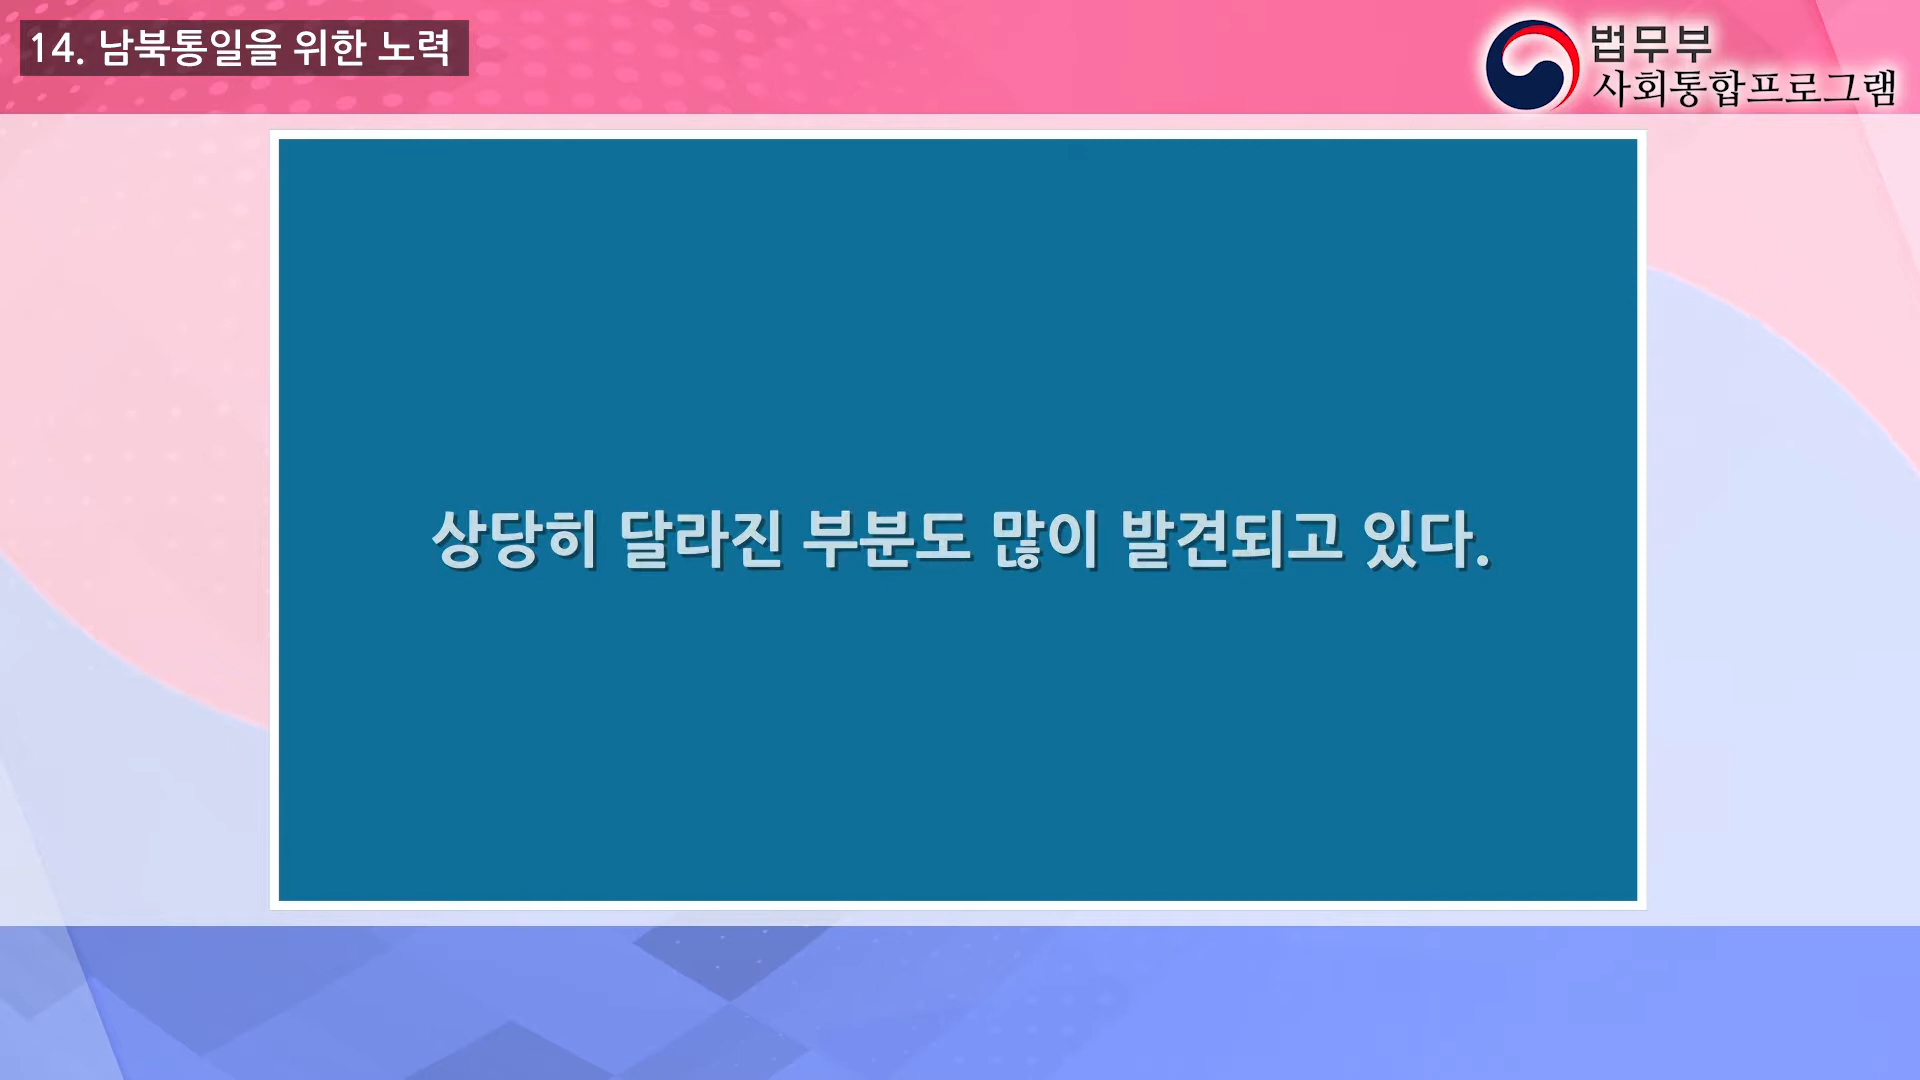 14. 남북통일을 위한 노력
법무부
사회통합프로그램
상당히 달라진 부분도 많이 발견되고 있다.